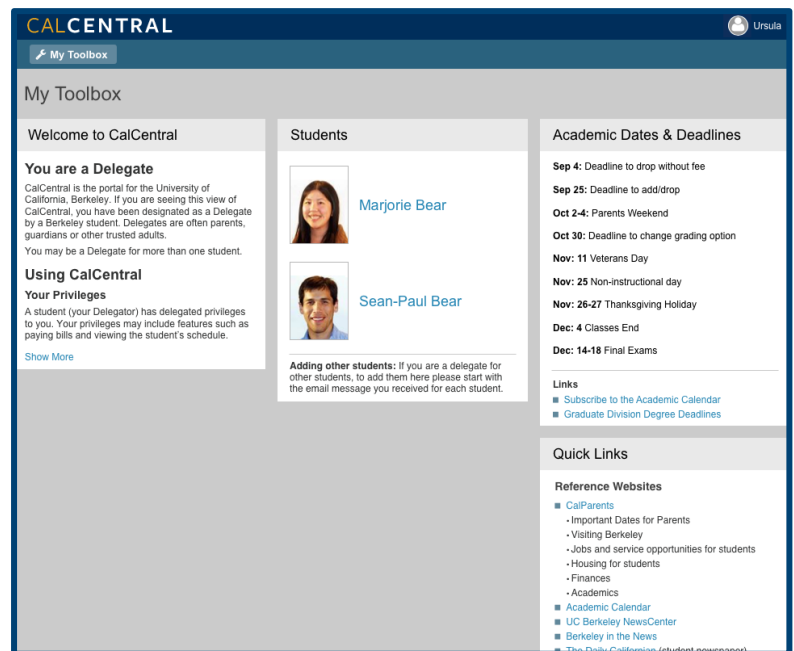 CALCENTRAL
Ursula
My Toolbox
My Toolbox
Welcome to CalCentral
You are a Delegate
CalCentral is the portal for the University of
California, Berkeley. If you are seeing this view of
CalCentral, you have been designated as a Delegate
by a Berkeley student. Delegates are often parents,
guardians or other trusted adults.
You may be a Delegate for more than one student.
Using CalCentral
Your Privileges
A student (your Delegator) has delegated privileges
to you. Your privileges may include features such as
paying bills and viewing the student's schedule.
Show More
Students
Marjorie Bear
Sean-Paul Bear
Adding other students: If you are a delegate for
other students, to add them here please start with
the email message you received for each student.
Academic Dates & Deadlines
Sep 4: Deadline to drop without fee
Sep 25: Deadline to add/drop
Oct 2-4: Parents Weekend
Oct 30: Deadline to change grading option
Nov: 11 Veterans Day
Nov: 25 Non-instructional day
Nov: 26-27 Thanksgiving Holiday
Dec: 4 Classes End
Dec: 14-18 Final Exams
Links
Subscribe to the Academic Calendar
Graduate Division Degree Deadlines
Quick Links
Reference Websites
CalParents
• Important Dates for Parents
• Visiting Berkeley
• Jobs and service opportunities for students
• Housing for students
• Finances
• Academics
Academic Calendar
UC Berkeley NewsCenter
Berkeley in the News
The Daily Californian (student newspaper)